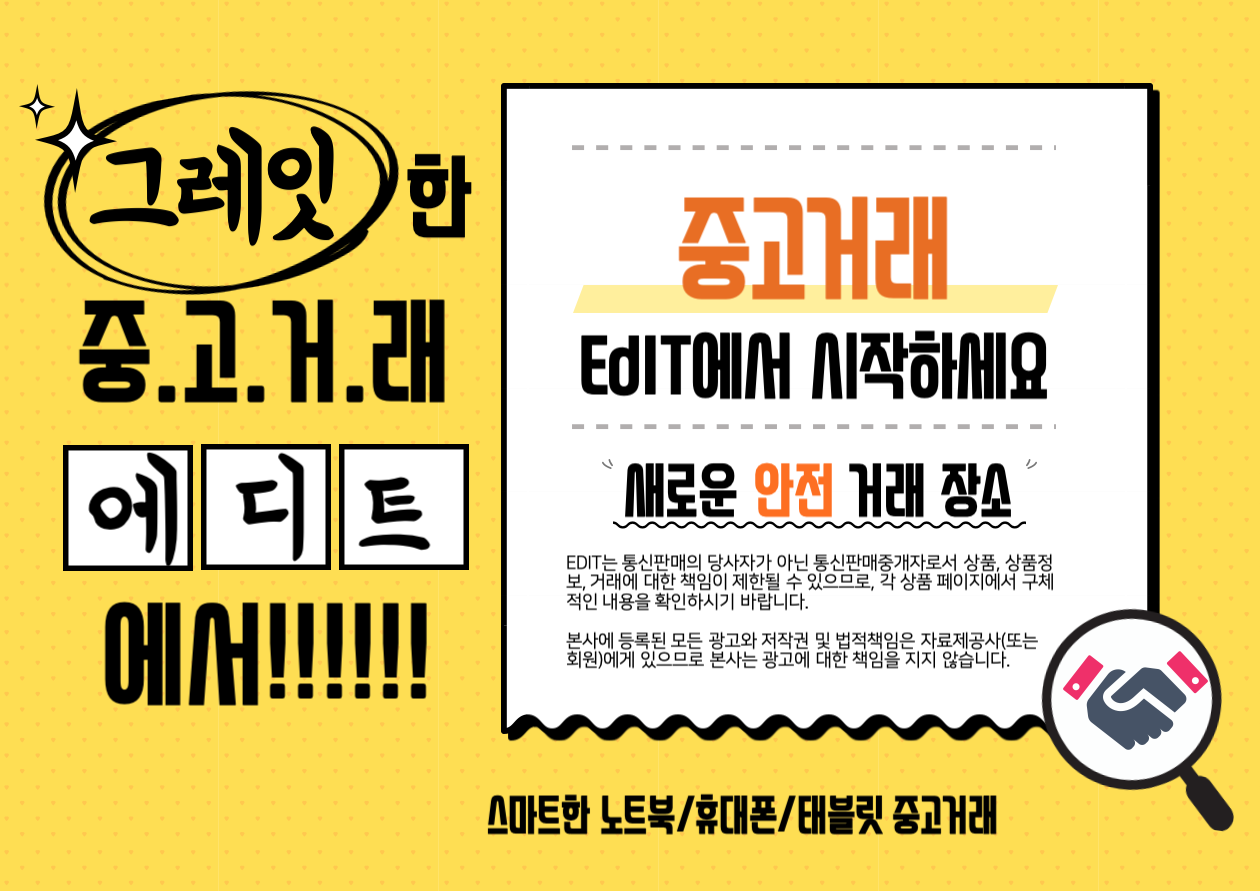 그레잇한
중.고.거.래
에디트
에서!!!!!!
중고거래
EdIT에서 시작하세요
새로운 안전 거래 장소
EDIT는 통신판매의 당사자가 아닌 통신판매중개자로서 상품, 상품정
보, 거래에 대한 책임이 제한될 수 있으므로, 각 상품 페이지에서 구체
적인 내용을 확인하시기 바랍니다.
본사에 등록된 모든 광고와 저작권 및 법적책임은 자료제공사(또는
회원)에게 있으므로 본사는 광고에 대한 책임을 지지 않습니다.
스마트한 노트북/휴대폰/태블릿 중고거래